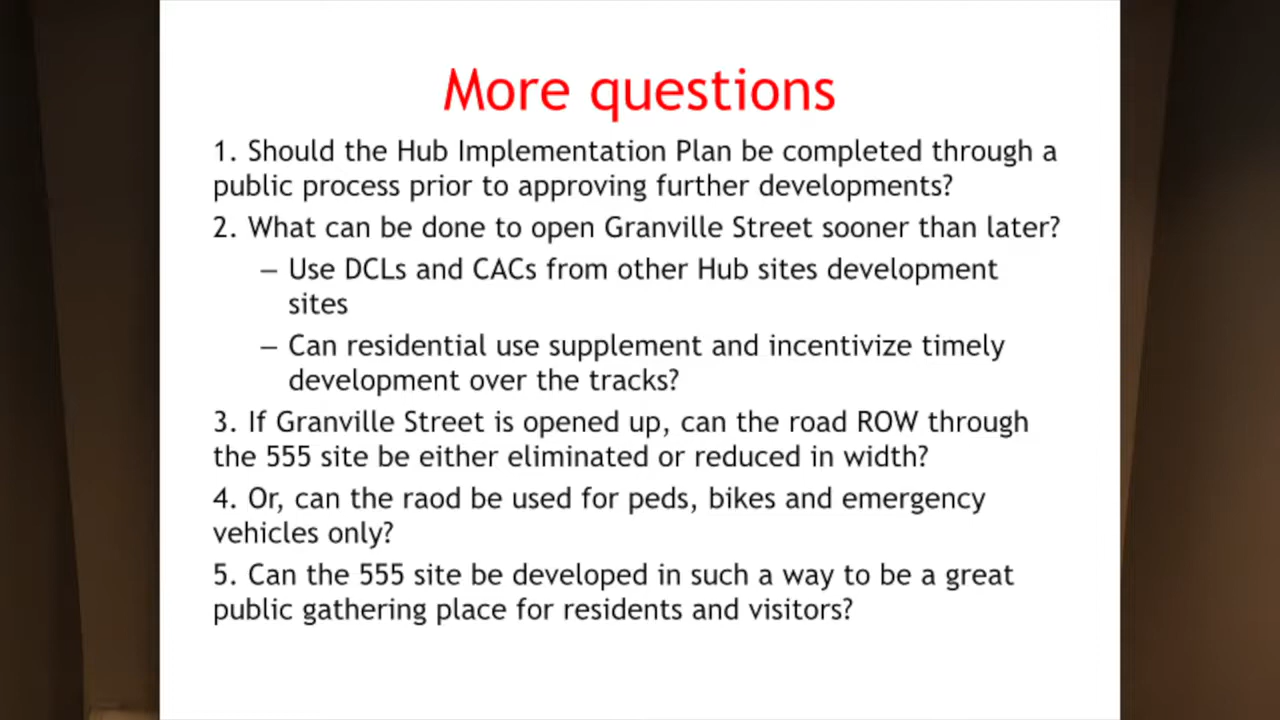 More questions
1. Should the Hub Implementation Plan be completed through a
public process prior to approving further developments?
2. What can be done to open Granville Street sooner than later?
– Use DCLs and CACs from other Hub sites development
sites
– Can residential use supplement and incentivize timely
development over the tracks?
3. If Granville Street is opened up, can the road ROW through
the 555 site be either eliminated or reduced in width?
4. Or, can the raod be used for peds, bikes and emergency
vehicles only?
5. Can the 555 site be developed in such a way to be a great
public gathering place for residents and visitors?